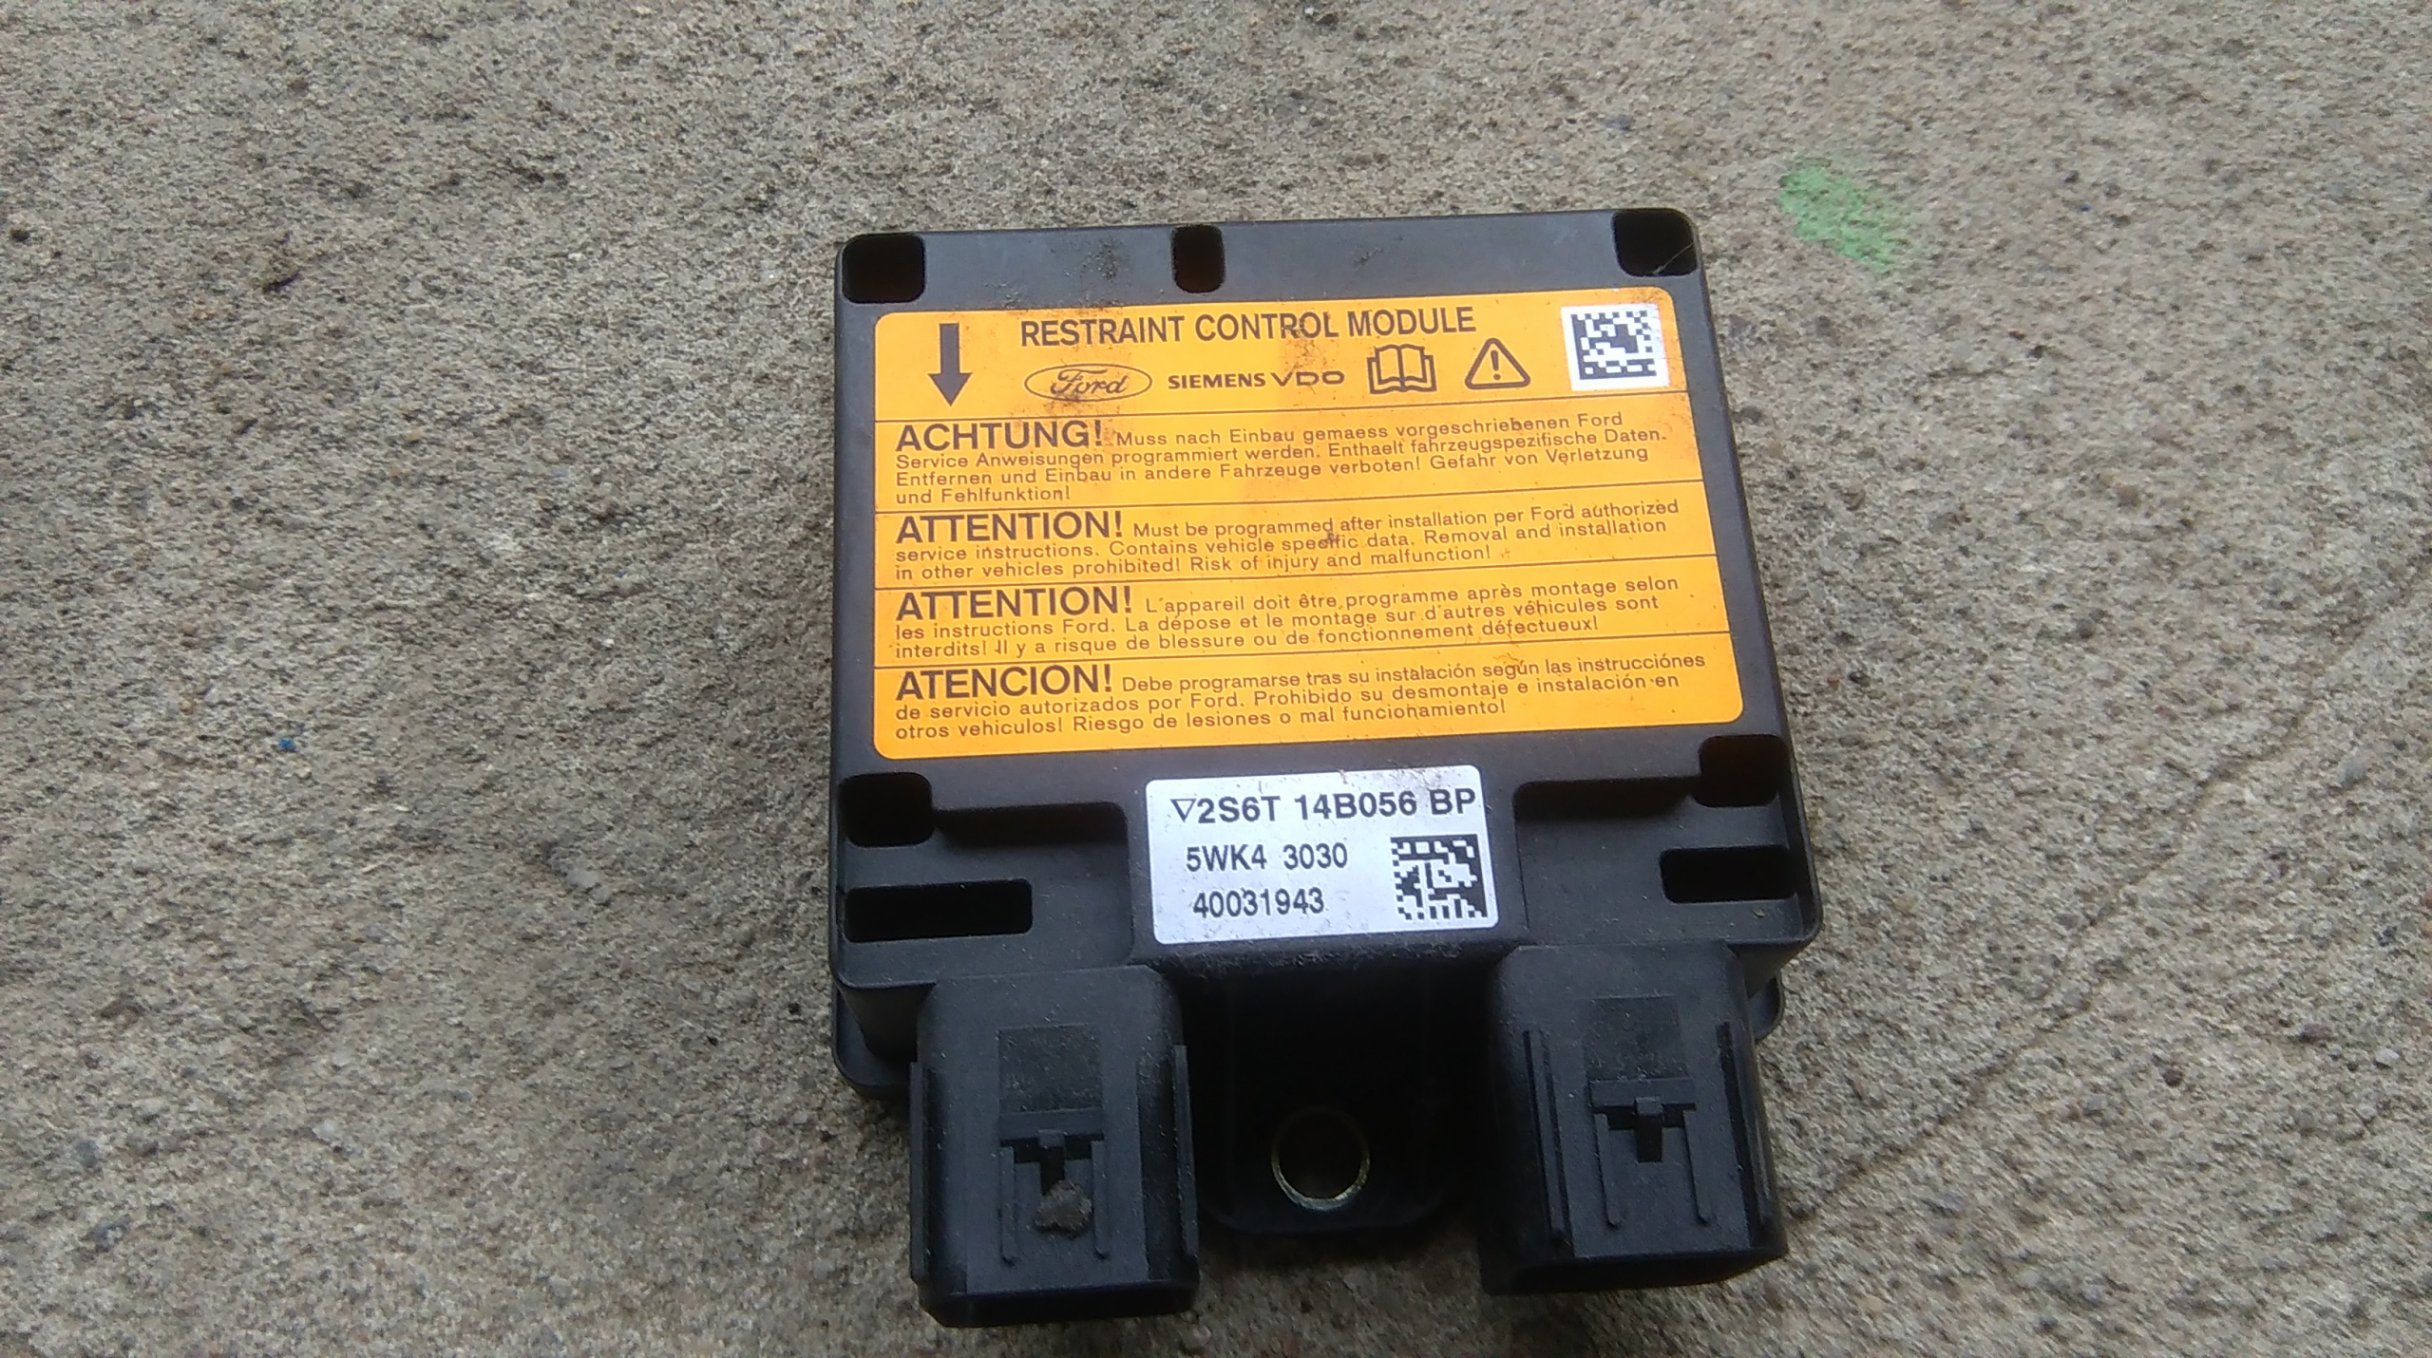 RESTRAINT CONTROL MODULE
Ford SIEMENS VDO
ACHTUNG! Muss nach Einbau gemaess vorgeschriebenen Ford
Service Anweisungen programmiert werden. Enthaelt fahrzeugspezifische Daten.
Entfernen und Einbau in andere Fahrzeuge verboten! Gefahr von Verletzung
und Fehlfunktion!
ATTENTION! Must be programmed after installation per Ford authorized
service instructions. Contains vehicle specific data. Removal and installation
in other vehicles prohibited! Risk of injury and malfunction!
ATTENTION! L'appareil doit être programme après montage selon
les instructions Ford. La dépose et le montage sur d'autres véhicules sont
interdits! Il y a risque de blessure ou de fonctionnement défectueux!
ATENCION! Debe programarse tras su instalación según las instrucciónes
de servicio autorizados por Ford. Prohibido su desmontaje e instalación en
otros vehiculos! Riesgo de lesiones o mal funcionamiento!
▽2S6T 14B056 BP
5WK4 3030
40031943